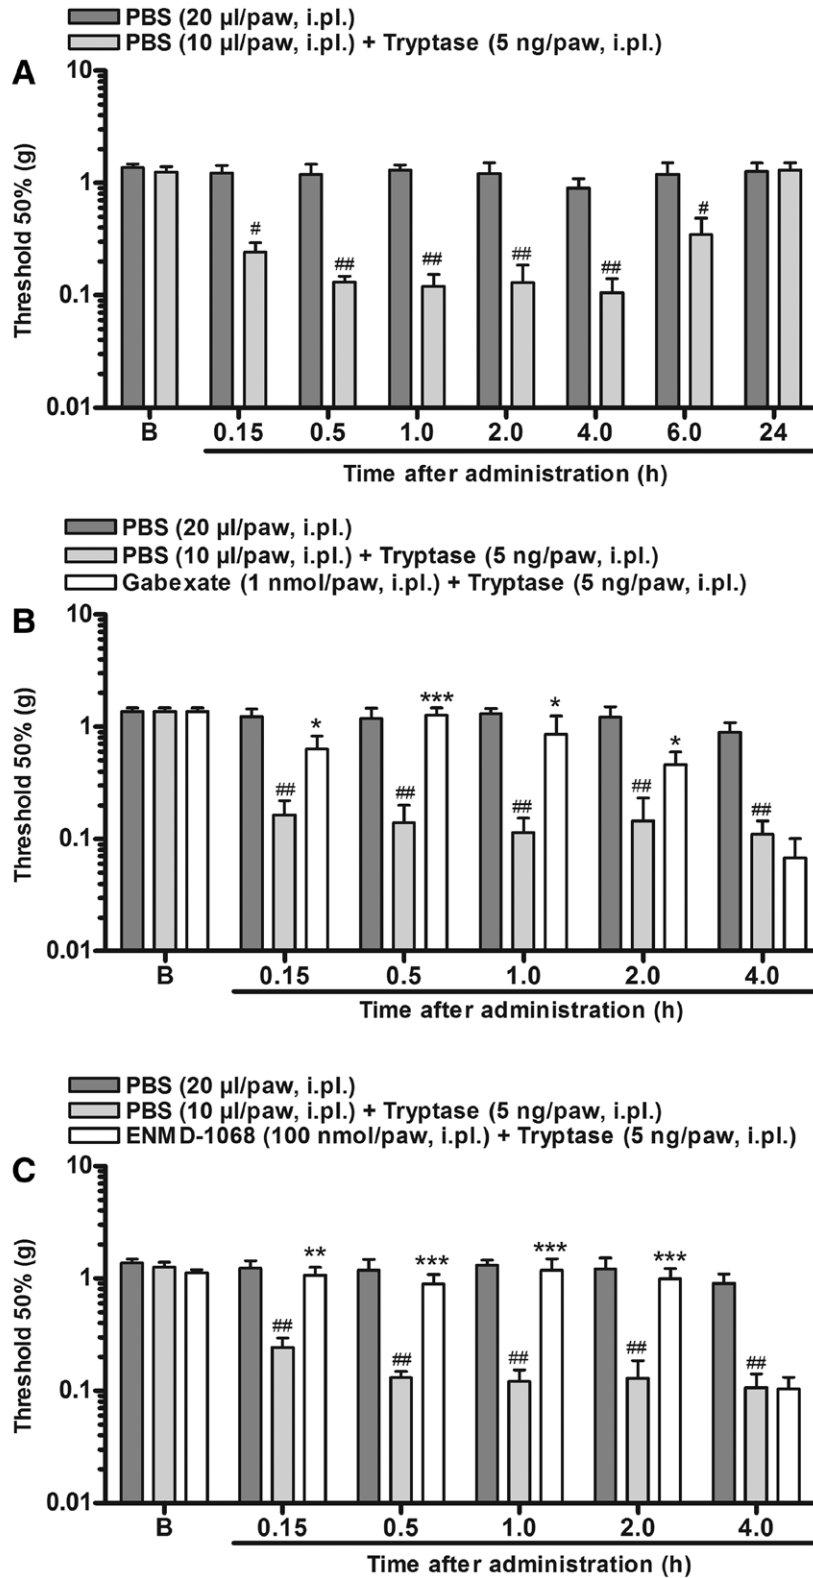 PBS (20 µl/paw, i.pl.)
PBS (10 µl/paw, i.pl.) + Tryptase (5 ng/paw, i.pl.)
A
Threshold 50% (g)
10
1
0.1
0.01
#
##
##
##
##
#
B 0.15 0.5 1.0 2.0 4.0 6.0 24
Time after administration (h)
PBS (20 µl/paw, i.pl.)
PBS (10 µl/paw, i.pl.) + Tryptase (5 ng/paw, i.pl.)
Gabexate (1 nmol/paw, i.pl.) + Tryptase (5 ng/paw, i.pl.)
B
Threshold 50% (g)
10
1
0.1
0.01
##
*
##
***
##
*
##
*
##
B 0.15 0.5 1.0 2.0 4.0
Time after administration (h)
PBS (20 µl/paw, i.pl.)
PBS (10 µl/paw, i.pl.) + Tryptase (5 ng/paw, i.pl.)
ENMD-1068 (100 nmol/paw, i.pl.) + Tryptase (5 ng/paw, i.pl.)
C
Threshold 50% (g)
10
1
0.1
0.01
##
**
##
***
##
***
##
***
##
B 0.15 0.5 1.0 2.0 4.0
Time after administration (h)